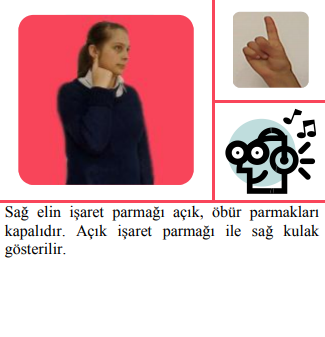 Sağ elin işaret parmağı açık, öbür parmakları
kapalıdır. Açık işaret parmağı ile sağ kulak
gösterilir.